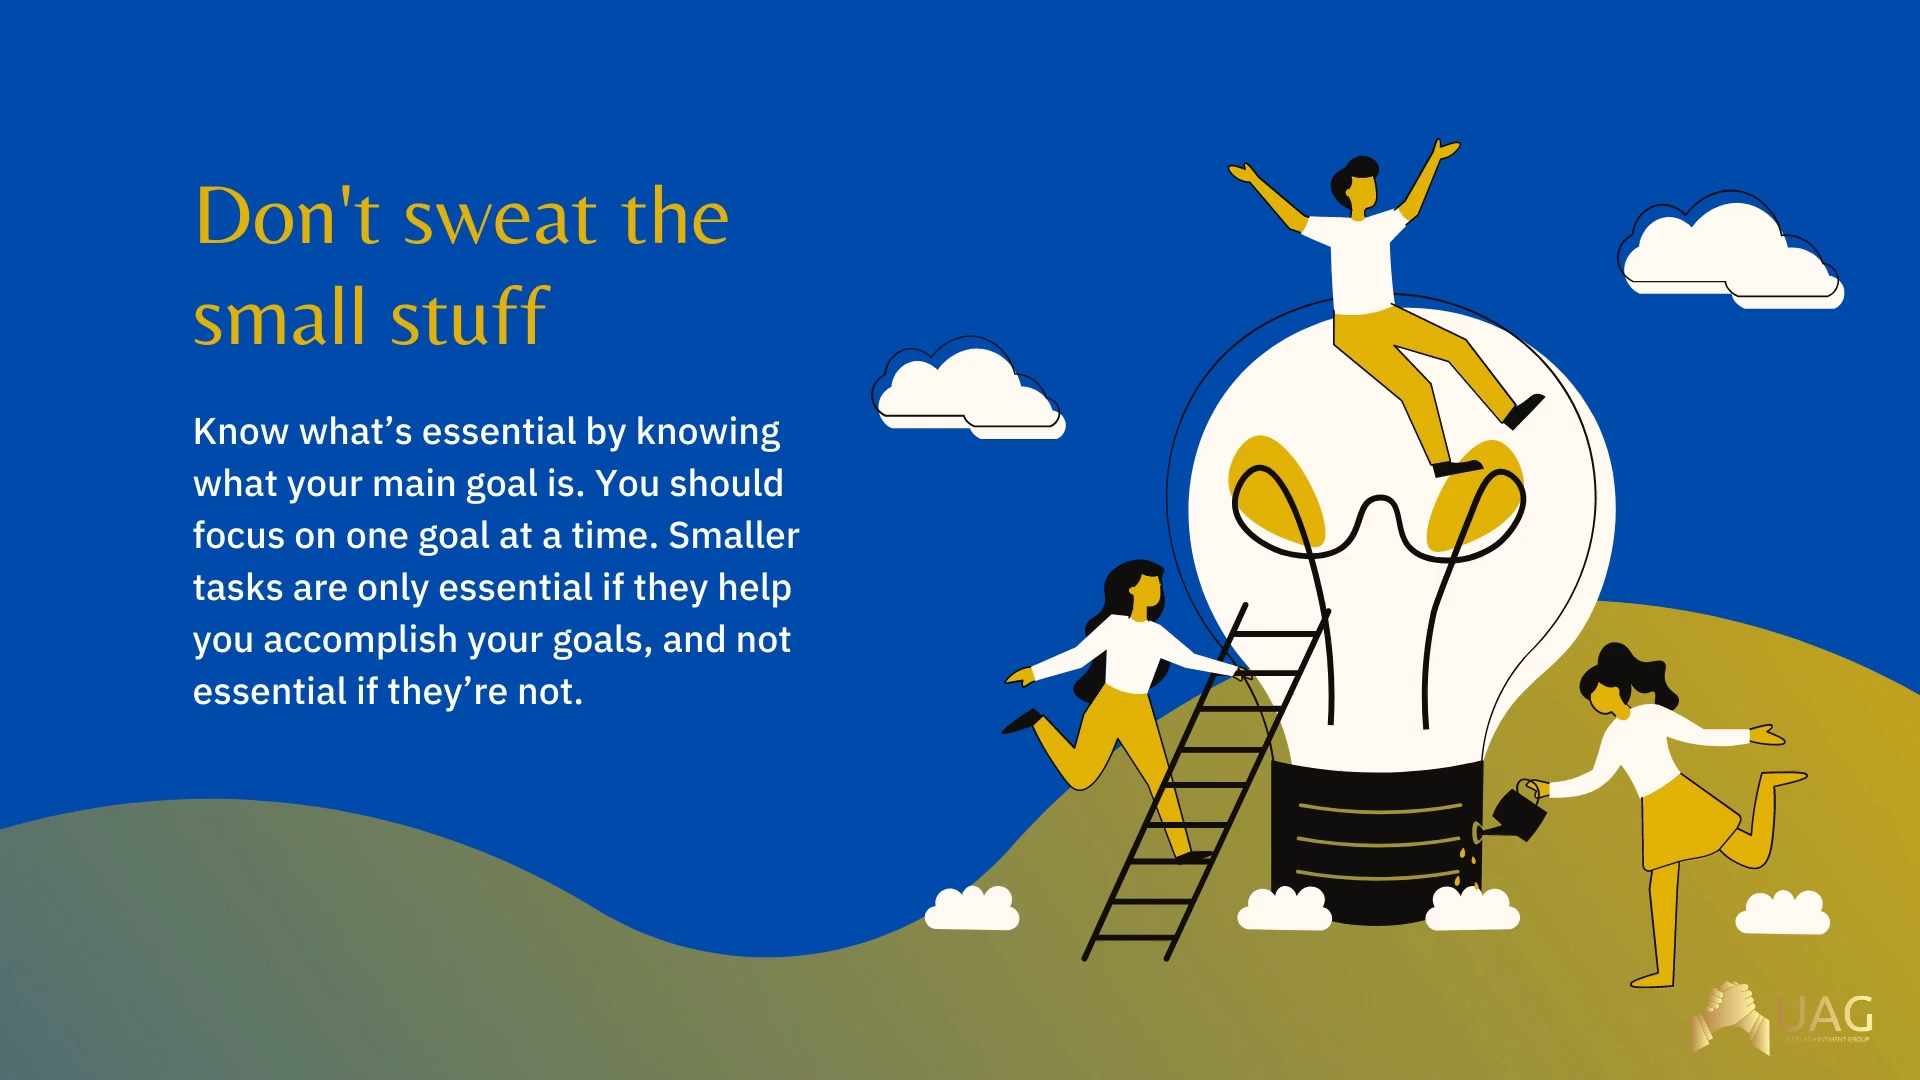 Don't sweat the
small stuff
Know what’s essential by knowing
what your main goal is. You should
focus on one goal at a time. Smaller
tasks are only essential if they help
you accomplish your goals, and not
essential if they’re not.
UAG
ACHIEVEMENT GROUP